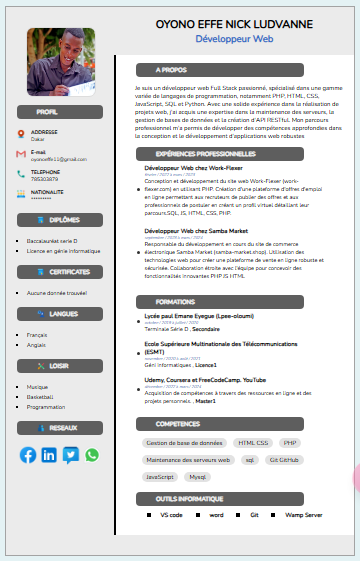 OYONO EFFE NICK LUDVANNE
Développeur Web
PROFIL
ADDRESSE
Dakar
E-mail
TELEPHONE
785303879
NATIONALITE
*********
DIPLÔMES
Baccalauréat serie D
Licence en génie informatique
CERTIFICATES
Aucune donnée trouvée!
LANGUES
Français
Anglais
LOISIR
Musique
Basketball
Programmation
RESEAUX
A PROPOS
Je suis un développeur web Full Stack passionné, spécialisé dans une gamme
variée de langages de programmation, notamment PHP, HTML, CSS,
JavaScript, SQL et Python. Avec une solide expérience dans la réalisation de
projets web, j'ai acquis une expertise dans la maintenance des serveurs, la
gestion de bases de données et la création d'API RESTful. Mon parcours
professionnel m'a permis de développer des compétences approfondies dans
la conception et le développement d'applications web robustes
EXPÉRIENCES PROFESSIONNELLES
Développeur Web chez Work-Flexer
Conception et développement du site web Work-Flexer (work-
flexer.com) en utilisant PHP. Création d'une plateforme d'offres d'emploi
en ligne permettant aux recruteurs de publier des offres et aux
professionnels de postuler en créant un profil virtuel détaillant leur
parcours.SQL, JS, HTML, CSS, PHP.
Développeur Web chez Samba Market
Responsable du développement en cours du site de commerce
électronique Samba Market (samba-market.shop). Utilisation des
technologies web pour créer une plateforme de vente en ligne robuste et
sécurisée. Collaboration étroite avec l'équipe pour concevoir des
fonctionnalités innovantes PHP JS HTML
FORMATIONS
Lycée paul Emane Eyegue (Lpee-oloumi)
Terminale Série D , Secondaire
Ecole Supérieure Multinationale des Télécommunications
(ESMT)
Géni Informatiques , Licence1
Udemy, Coursera et FreeCodeCamp. YouTube
Acquisition de compétences à travers des ressources en ligne et des
projets personnels. , Master1
COMPETENCES
Gestion de base de données HTML CSS PHP
Maintenance des serveurs web sql Git GitHub
JavaScript Mysql
OUTILS INFORMATIQUE
VS code word Git Wamp Server